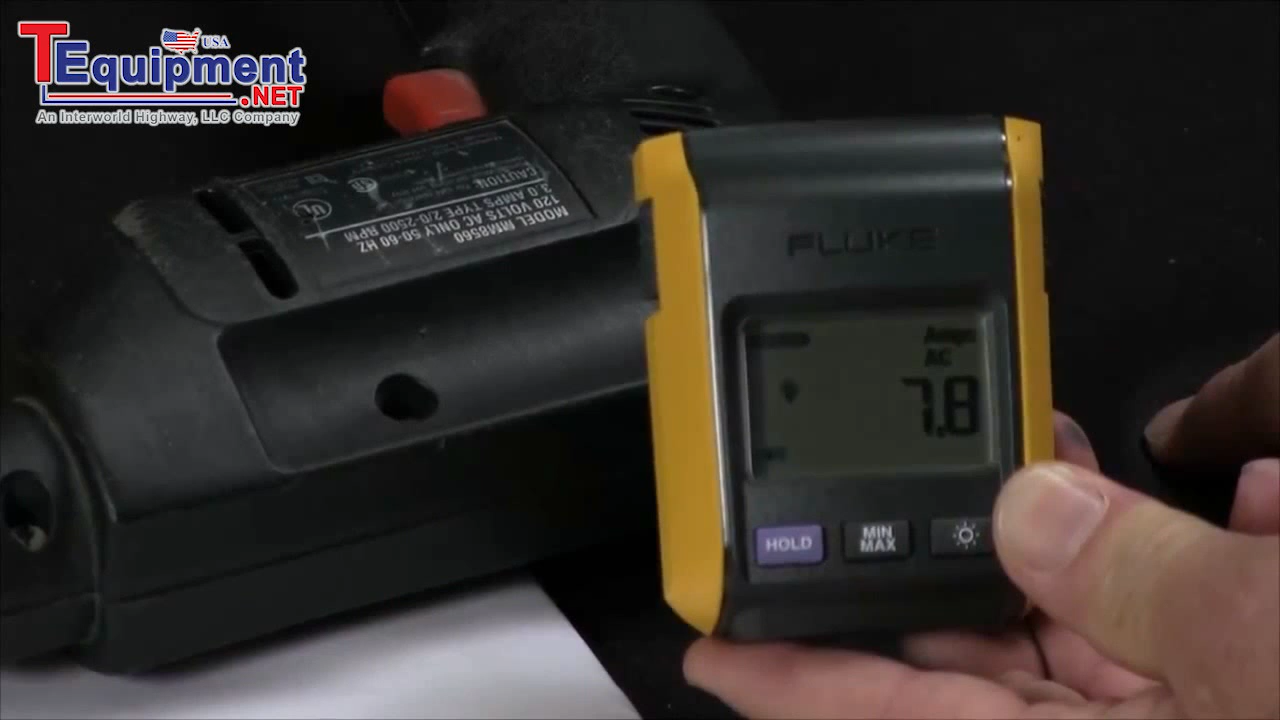 TEquipment
USA
.NET
An Interworld Highway, LLC Company
MODEL MM8560
120 VOLTS AC ONLY 50-60 HZ
3.0 AMPS TYPE 2/0-2500 RPM
CAUTION:
UL
FLUKE
Amps
AC
7.8
HOLD
MIN
MAX